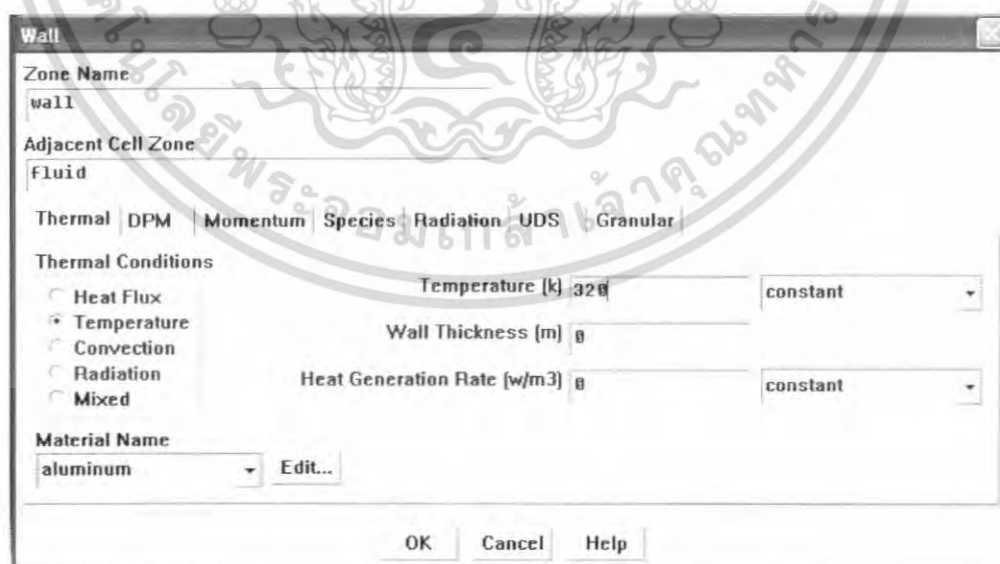 Wall
Zone Name
wall
Adjacent Cell Zone
fluid
Thermal DPM Momentum Species Radiation UDS Granular
Thermal Conditions
Heat Flux
Temperature
Convection
Radiation
Mixed
Temperature (k) 320 constant
Wall Thickness (m) 0
Heat Generation Rate (w/m3) 0 constant
Material Name
aluminum Edit...
OK Cancel Help